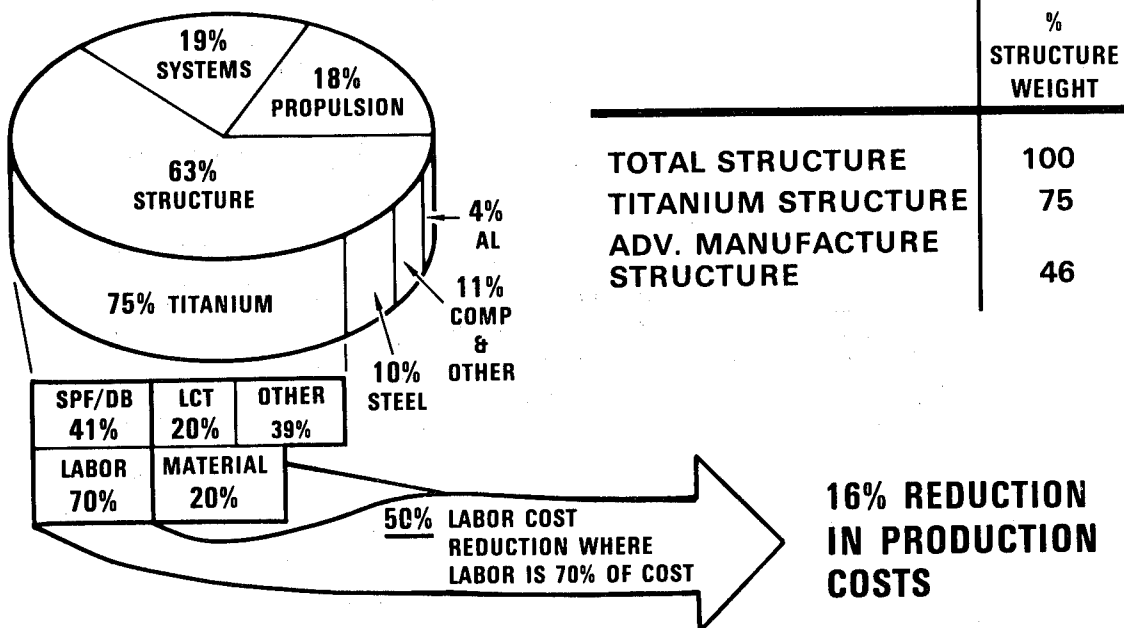 19%
SYSTEMS
18%
PROPULSION
63%
STRUCTURE
4%
AL
75% TITANIUM
11%
COMP
&
OTHER
10%
STEEL
SPF/DB
41%
LCT
20%
OTHER
39%
LABOR
70%
MATERIAL
20%
50% LABOR COST
REDUCTION WHERE
LABOR IS 70% OF COST
16% REDUCTION
IN PRODUCTION
COSTS
%
STRUCTURE
WEIGHT
TOTAL STRUCTURE 100
TITANIUM STRUCTURE 75
ADV. MANUFACTURE
STRUCTURE 46